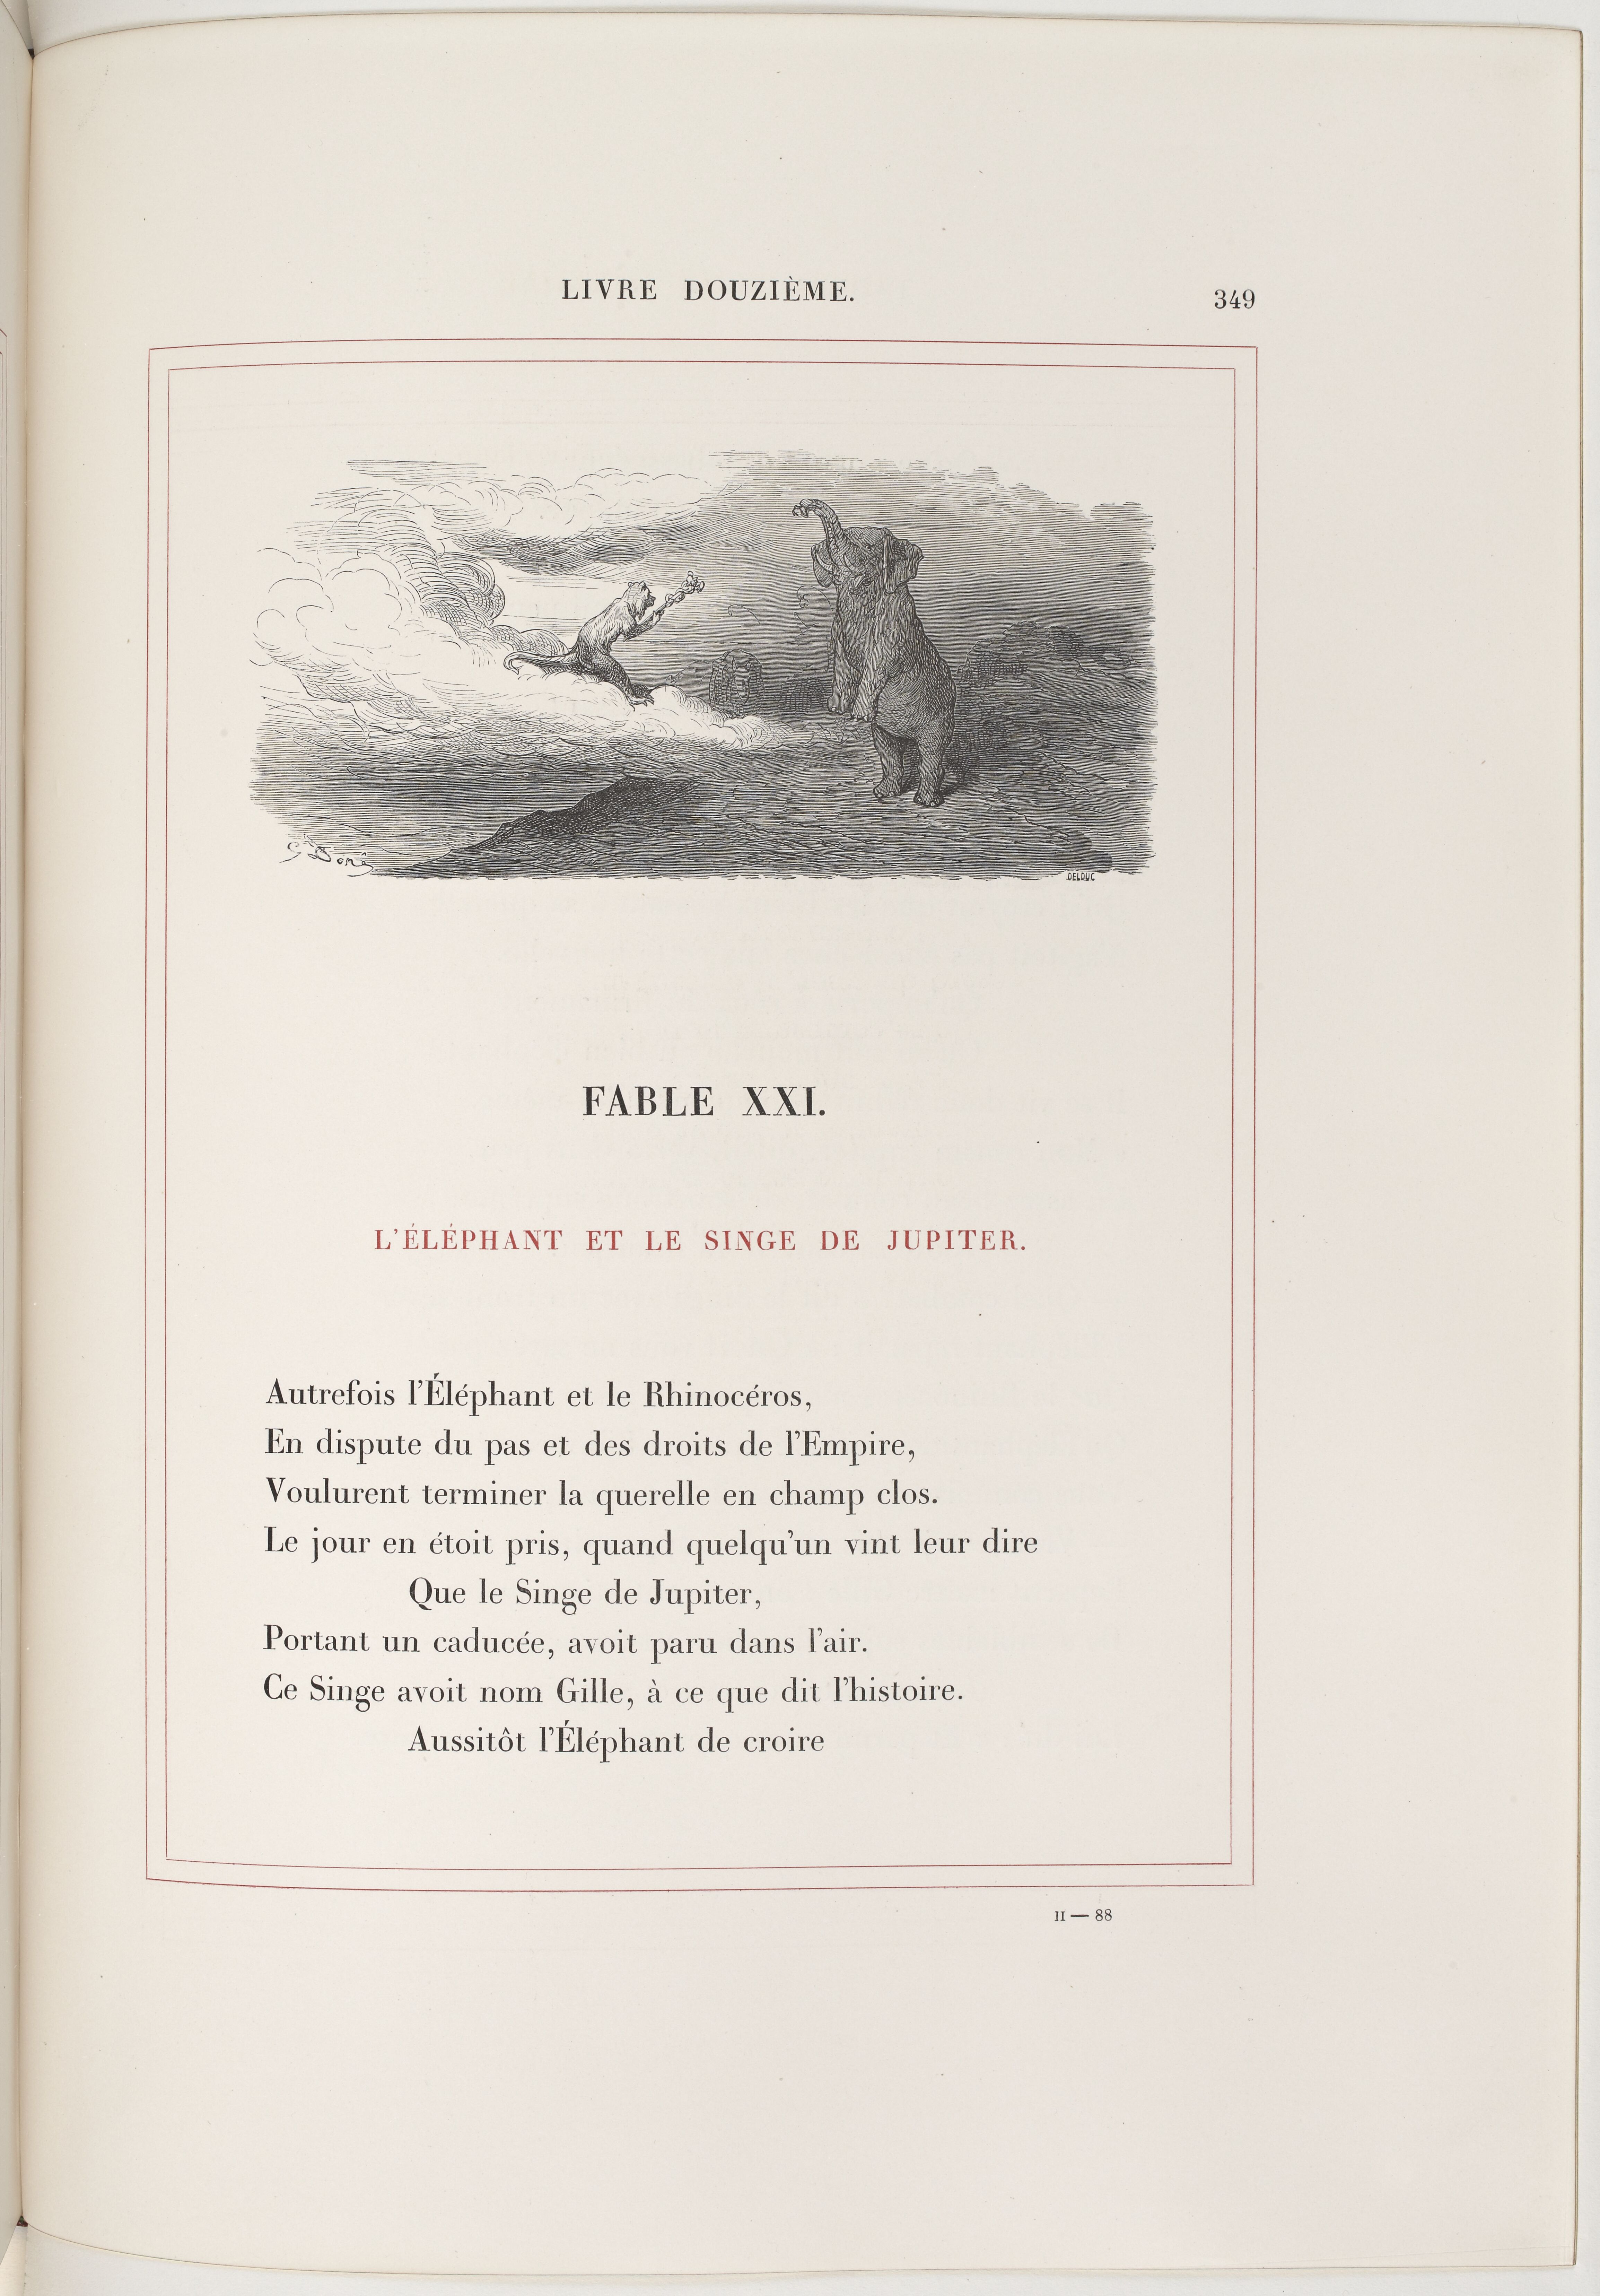 LIVRE DOUZIÈME.
349
G Doré
DELDUC
FABLE XXI.
L'ÉLÉPHANT ET LE SINGE DE JUPITER.
Autrefois l'Éléphant et le Rhinocéros,
En dispute du pas et des droits de l'Empire,
Voulurent terminer la querelle en champ clos.
Le jour en étoit pris, quand quelqu'un vint leur dire
Que le Singe de Jupiter,
Portant un caducée, avoit paru dans l'air.
Ce Singe avoit nom Gille, à ce que dit l'histoire.
Aussitôt l'Éléphant de croire
II — 88